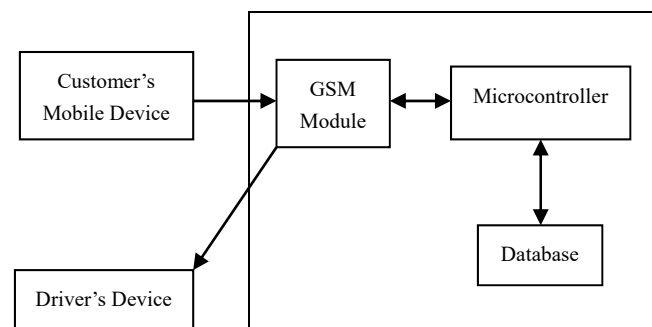 Customer’s
Mobile Device
GSM
Module
Microcontroller
Database
Driver’s Device